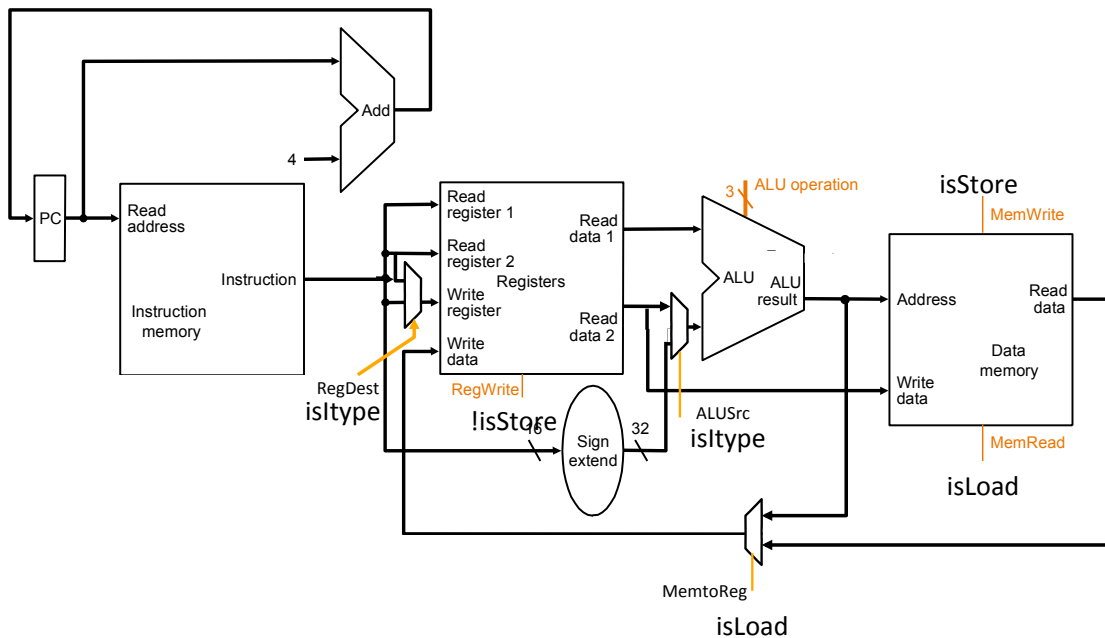 Add
4
PC
Read
address
Instruction
Instruction
memory
Read
register 1
Read
register 2
Write
register
Write
data
Registers
Read
data 1
Read
data 2
RegWrite
!isStore
RegDest
isItype
16
Sign
extend
32
3
ALU operation
ALU
ALU
result
ALUSrc
isItype
isStore
MemWrite
Address
Read
data
Data
memory
Write
data
MemRead
isLoad
MemtoReg
isLoad